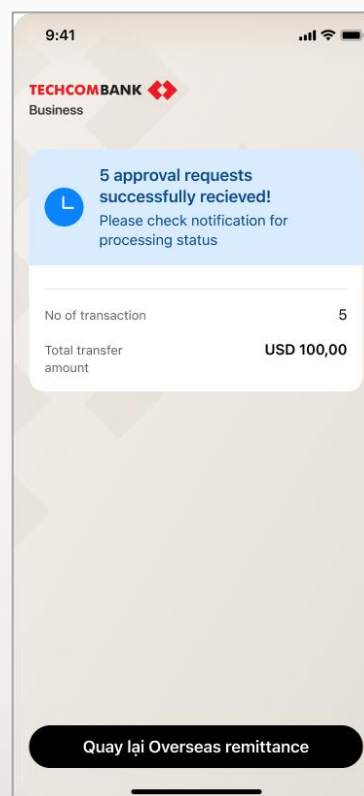 9:41
TECHCOMBANK
Business
5 approval requests
successfully recieved!
Please check notification for
processing status
No of transaction 5
Total transfer USD 100,00
amount
Quay lại Overseas remittance